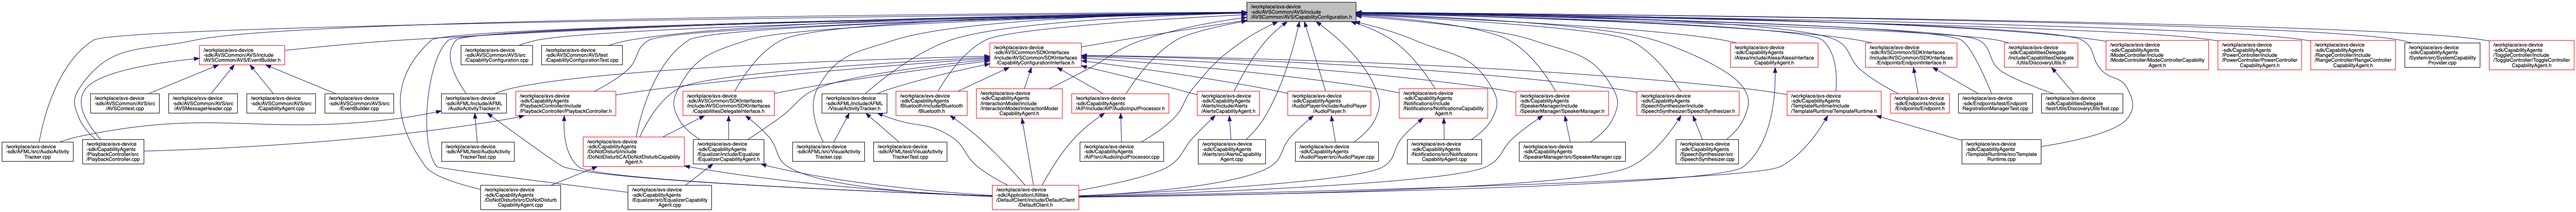 /workplace/avs-device
-sdk/AVSCommon/AVS/include
/AVSCommon/AVS/CapabilityConfiguration.h
/workplace/avs-device
-sdk/AVSCommon/AVS/include
/AVSCommon/AVS/EventBuilder.h
/workplace/avs-device
-sdk/AVSCommon/AVS/src
/CapabilityConfiguration.cpp
/workplace/avs-device
-sdk/AVSCommon/AVS/test
/CapabilityConfigurationTest.cpp
/workplace/avs-device
-sdk/AVSCommon/SDKInterfaces
/include/AVSCommon/SDKInterfaces
/CapabilityConfigurationInterface.h
/workplace/avs-device
-sdk/CapabilityAgents
/Alexa/include/Alexa/AlexaInterface
CapabilityAgent.h
/workplace/avs-device
-sdk/AVSCommon/SDKInterfaces
/include/AVSCommon/SDKInterfaces
/Endpoints/EndpointInterface.h
/workplace/avs-device
-sdk/CapabilitiesDelegate
/include/CapabilitiesDelegate
/Utils/DiscoveryUtils.h
/workplace/avs-device
-sdk/CapabilityAgents
/ModeController/include
/ModeController/ModeControllerCapability
Agent.h
/workplace/avs-device
-sdk/CapabilityAgents
/PowerController/include
/PowerController/PowerController
CapabilityAgent.h
/workplace/avs-device
-sdk/CapabilityAgents
/RangeController/include
/RangeController/RangeController
CapabilityAgent.h
/workplace/avs-device
-sdk/CapabilityAgents
/System/src/SystemCapability
Provider.cpp
/workplace/avs-device
-sdk/CapabilityAgents
/ToggleController/include
/ToggleController/ToggleController
CapabilityAgent.h
/workplace/avs-device
-sdk/AVSCommon/AVS/src
/AVSContext.cpp
/workplace/avs-device
-sdk/AVSCommon/AVS/src
/AVSMessageHeader.cpp
/workplace/avs-device
-sdk/AVSCommon/AVS/src
/CapabilityAgent.cpp
/workplace/avs-device
-sdk/AVSCommon/AVS/src
/EventBuilder.cpp
/workplace/avs-device
-sdk/AFML/include/AFML
/AudioActivityTracker.h
/workplace/avs-device
-sdk/CapabilityAgents
/PlaybackController/include
/PlaybackController/PlaybackController.h
/workplace/avs-device
-sdk/AVSCommon/SDKInterfaces
/include/AVSCommon/SDKInterfaces
/CapabilitiesDelegateInterface.h
/workplace/avs-device
-sdk/AFML/include/AFML
/VisualActivityTracker.h
/workplace/avs-device
-sdk/CapabilityAgents
/Bluetooth/include/Bluetooth
/Bluetooth.h
/workplace/avs-device
-sdk/CapabilityAgents
/InteractionModel/include
/InteractionModel/InteractionModel
CapabilityAgent.h
/workplace/avs-device
-sdk/CapabilityAgents
/AIP/include/AIP/AudioInputProcessor.h
/workplace/avs-device
-sdk/CapabilityAgents
/Alerts/include/Alerts
/AlertsCapabilityAgent.h
/workplace/avs-device
-sdk/CapabilityAgents
/AudioPlayer/include/AudioPlayer
/AudioPlayer.h
/workplace/avs-device
-sdk/CapabilityAgents
/Notifications/include
/Notifications/NotificationsCapability
Agent.h
/workplace/avs-device
-sdk/CapabilityAgents
/SpeakerManager/include
/SpeakerManager/SpeakerManager.h
/workplace/avs-device
-sdk/CapabilityAgents
/SpeechSynthesizer/include
/SpeechSynthesizer/SpeechSynthesizer.h
/workplace/avs-device
-sdk/CapabilityAgents
/TemplateRuntime/include
/TemplateRuntime/TemplateRuntime.h
/workplace/avs-device
-sdk/Endpoints/include
/Endpoints/Endpoint.h
/workplace/avs-device
-sdk/Endpoints/test/Endpoint
RegistrationManagerTest.cpp
/workplace/avs-device
-sdk/CapabilitiesDelegate
/test/Utils/DiscoveryUtilsTest.cpp
/workplace/avs-device
-sdk/AFML/src/AudioActivity
Tracker.cpp
/workplace/avs-device
-sdk/CapabilityAgents
/PlaybackController/src
/PlaybackController.cpp
/workplace/avs-device
-sdk/AFML/test/AudioActivity
TrackerTest.cpp
/workplace/avs-device
-sdk/CapabilityAgents
/DoNotDisturb/include
/DoNotDisturbCA/DoNotDisturbCapability
Agent.h
/workplace/avs-device
-sdk/CapabilityAgents
/Equalizer/include/Equalizer
/EqualizerCapabilityAgent.h
/workplace/avs-device
-sdk/AFML/src/VisualActivity
Tracker.cpp
/workplace/avs-device
-sdk/AFML/test/VisualActivity
TrackerTest.cpp
/workplace/avs-device
-sdk/CapabilityAgents
/AIP/src/AudioInputProcessor.cpp
/workplace/avs-device
-sdk/CapabilityAgents
/Alerts/src/AlertsCapability
Agent.cpp
/workplace/avs-device
-sdk/CapabilityAgents
/AudioPlayer/src/AudioPlayer.cpp
/workplace/avs-device
-sdk/CapabilityAgents
/Notifications/src/Notifications
CapabilityAgent.cpp
/workplace/avs-device
-sdk/CapabilityAgents
/SpeakerManager/src/SpeakerManager.cpp
/workplace/avs-device
-sdk/CapabilityAgents
/SpeechSynthesizer/src
/SpeechSynthesizer.cpp
/workplace/avs-device
-sdk/CapabilityAgents
/TemplateRuntime/src/Template
Runtime.cpp
/workplace/avs-device
-sdk/CapabilityAgents
/DoNotDisturb/src/DoNotDisturb
CapabilityAgent.cpp
/workplace/avs-device
-sdk/CapabilityAgents
/Equalizer/src/EqualizerCapability
Agent.cpp
/workplace/avs-device
-sdk/ApplicationUtilities
/DefaultClient/include/DefaultClient
/DefaultClient.h